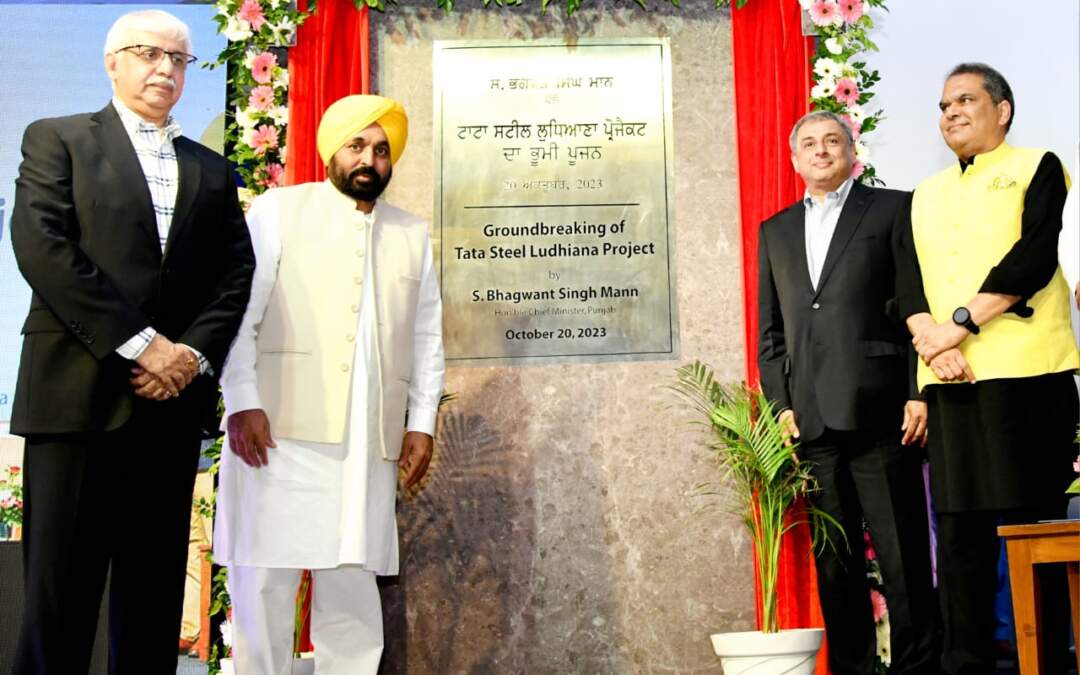 ਸ. ਭਗਵੰਤ ਸਿੰਘ ਮਾਨ
ਵੱਲੋਂ
ਟਾਟਾ ਸਟੀਲ ਲੁਧਿਆਣਾ ਪ੍ਰੋਜੈਕਟ
ਦਾ ਭੂਮੀ ਪੂਜਨ
20 ਅਕਤੂਬਰ, 2023
Groundbreaking of
Tata Steel Ludhiana Project
by
S. Bhagwant Singh Mann
Hon'ble Chief Minister, Punjab
October 20, 2023